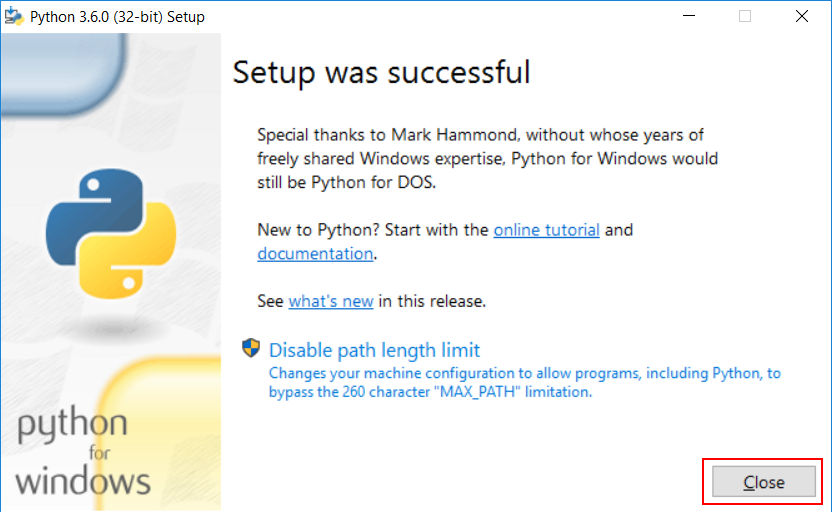 Python 3.6.0 (32-bit) Setup
Setup was successful
Special thanks to Mark Hammond, without whose years of
freely shared Windows expertise, Python for Windows would
still be Python for DOS.
New to Python? Start with the online tutorial and
documentation.
See what's new in this release.
Disable path length limit
Changes your machine configuration to allow programs, including Python, to
bypass the 260 character "MAX_PATH" limitation.
python
for
windows
Close